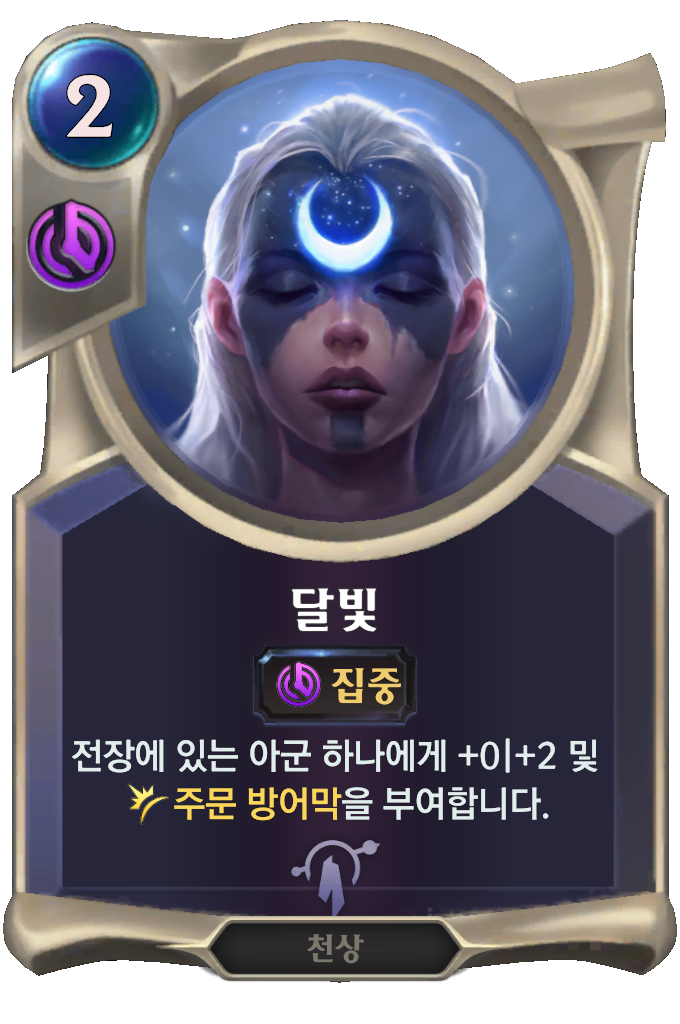 2
달빛
집중
전장에 있는 아군 하나에게 +0|+2 및
주문 방어막을 부여합니다.
천상